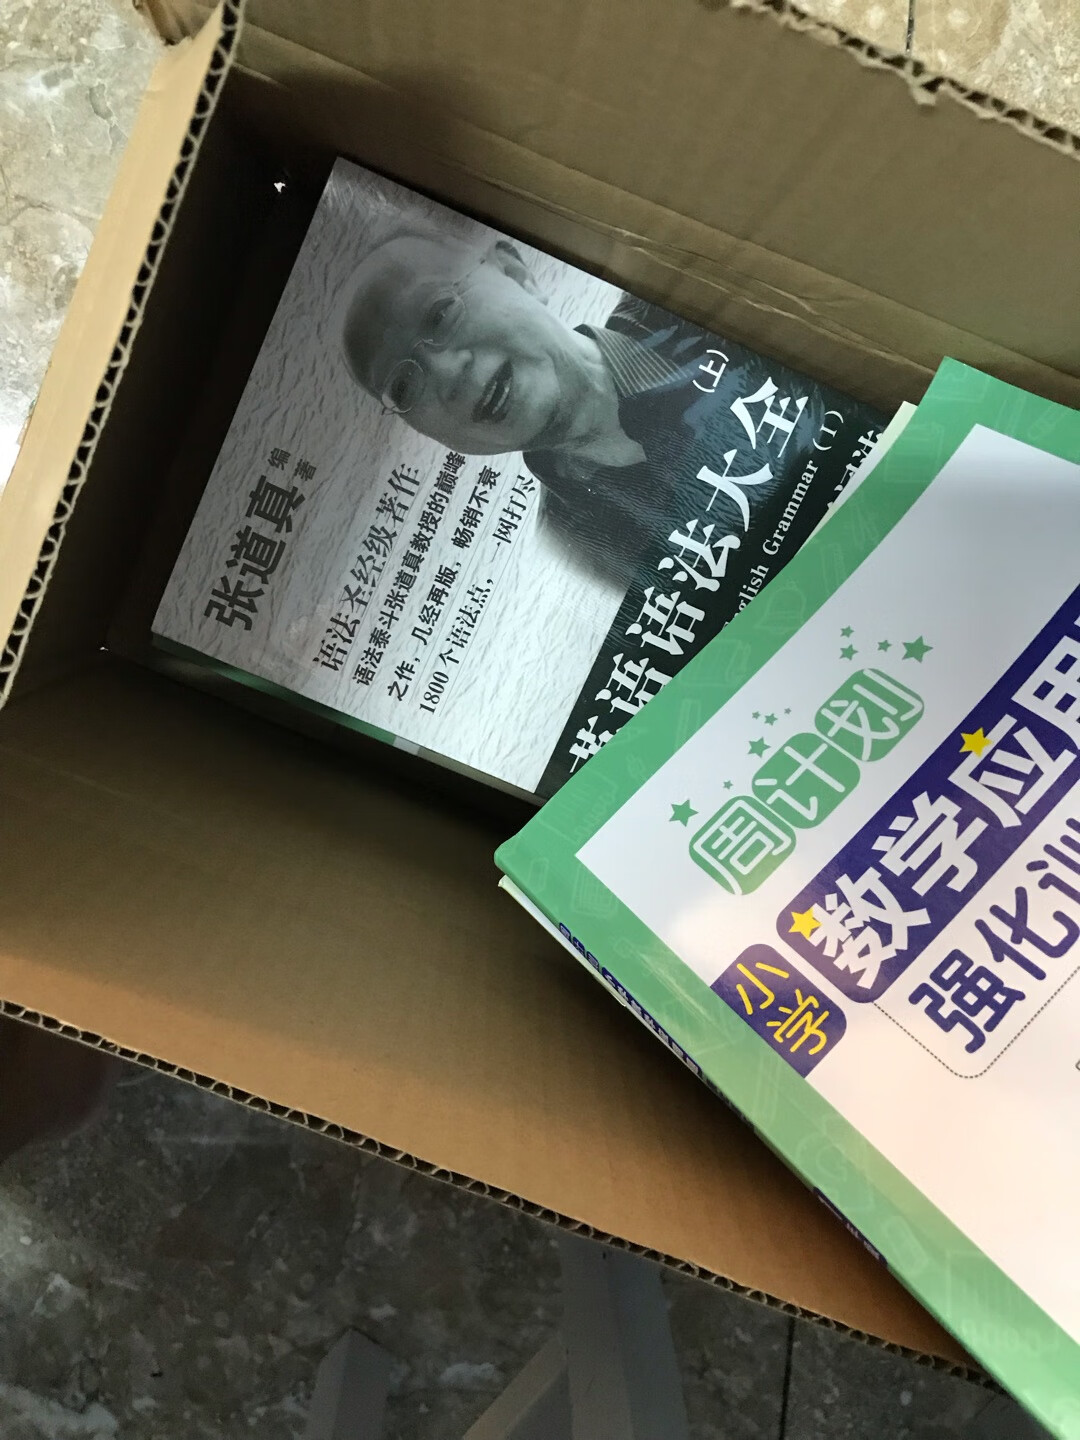 张道真 编著
语法圣经级著作
语法泰斗张道真教授的巅峰
之作，几经再版，畅销不衰
1800个语法点，一网打尽
英语语法大全
（上）
English Grammar (I)
周计划
小学
数学应用
强化训